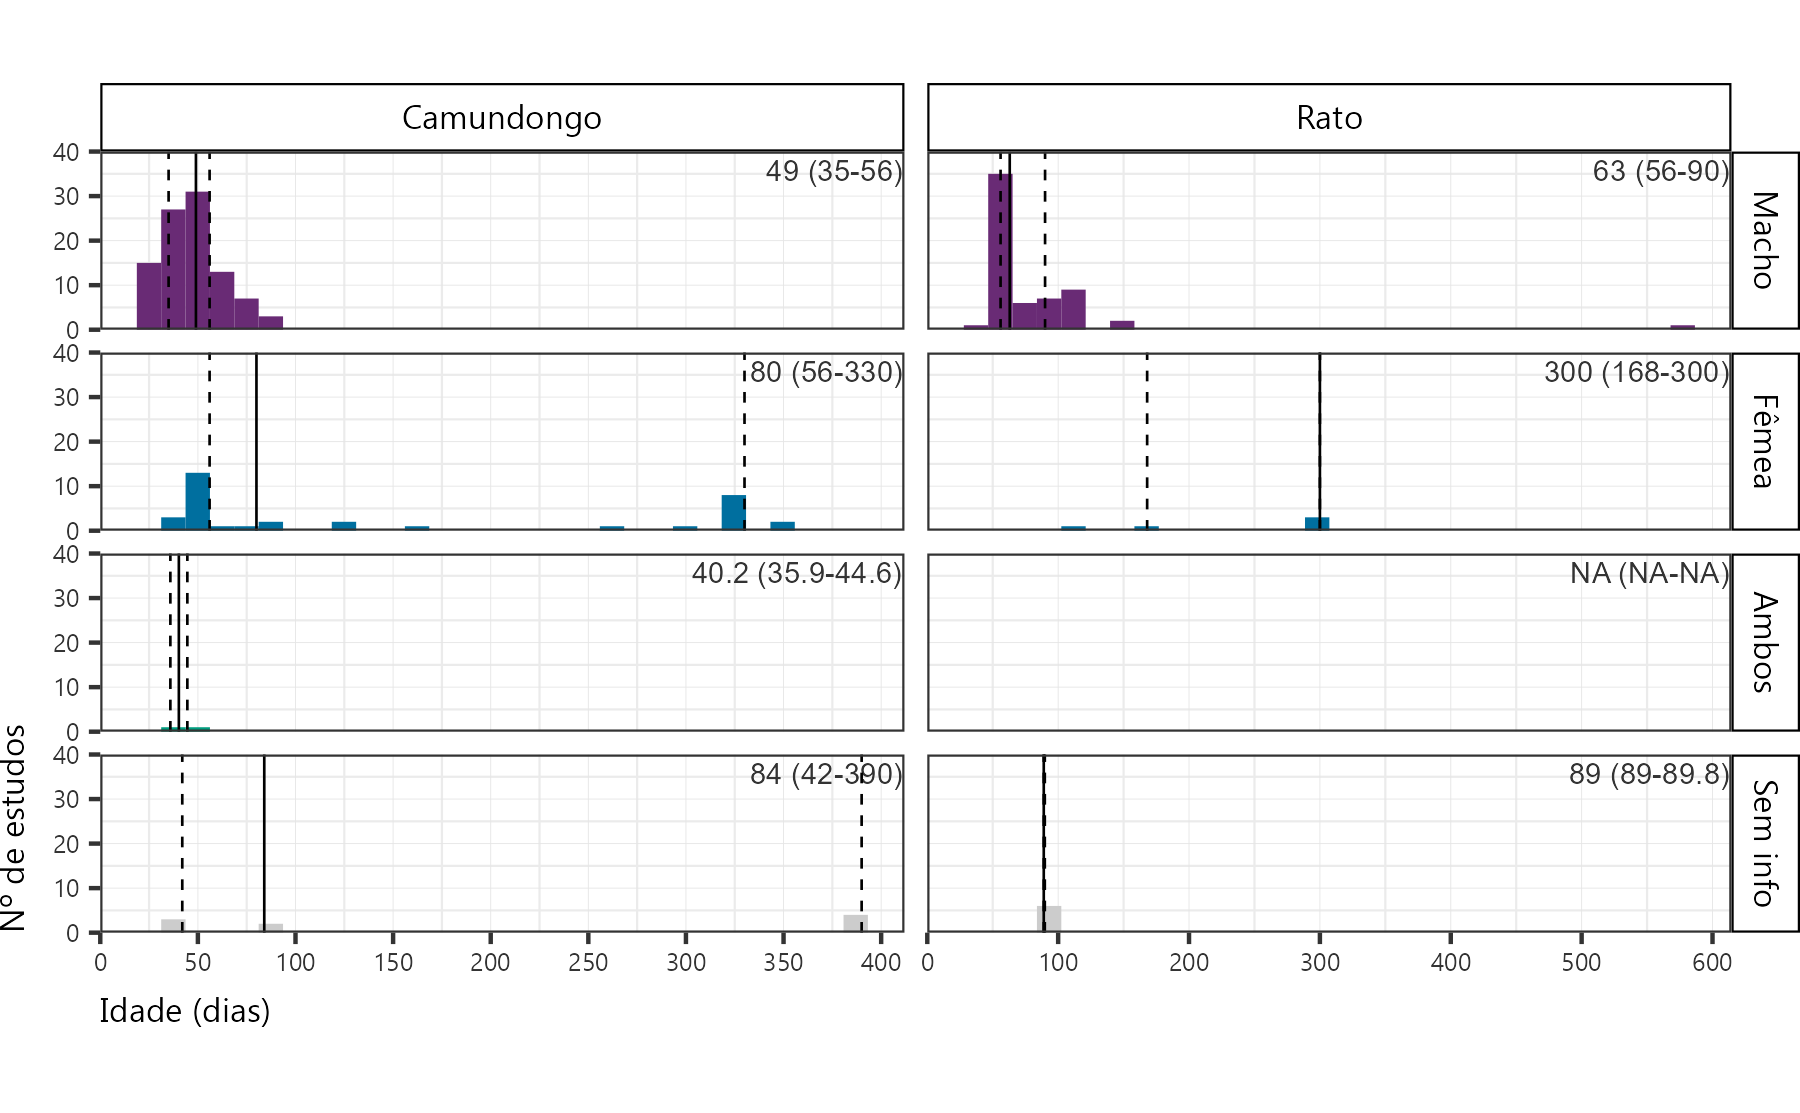 Camundongo
Rato
40
30
20
10
0
49 (35-56)
63 (56-90)
Macho
40
30
20
10
0
80 (56-330)
300 (168-300)
Fêmea
40
30
20
10
0
40.2 (35.9-44.6)
NA (NA-NA)
Ambos
40
30
20
10
0
84 (42-390)
89 (89-89.8)
Sem info
Nº de estudos
0 50 100 150 200 250 300 350 400
0 100 200 300 400 500 600
Idade (dias)